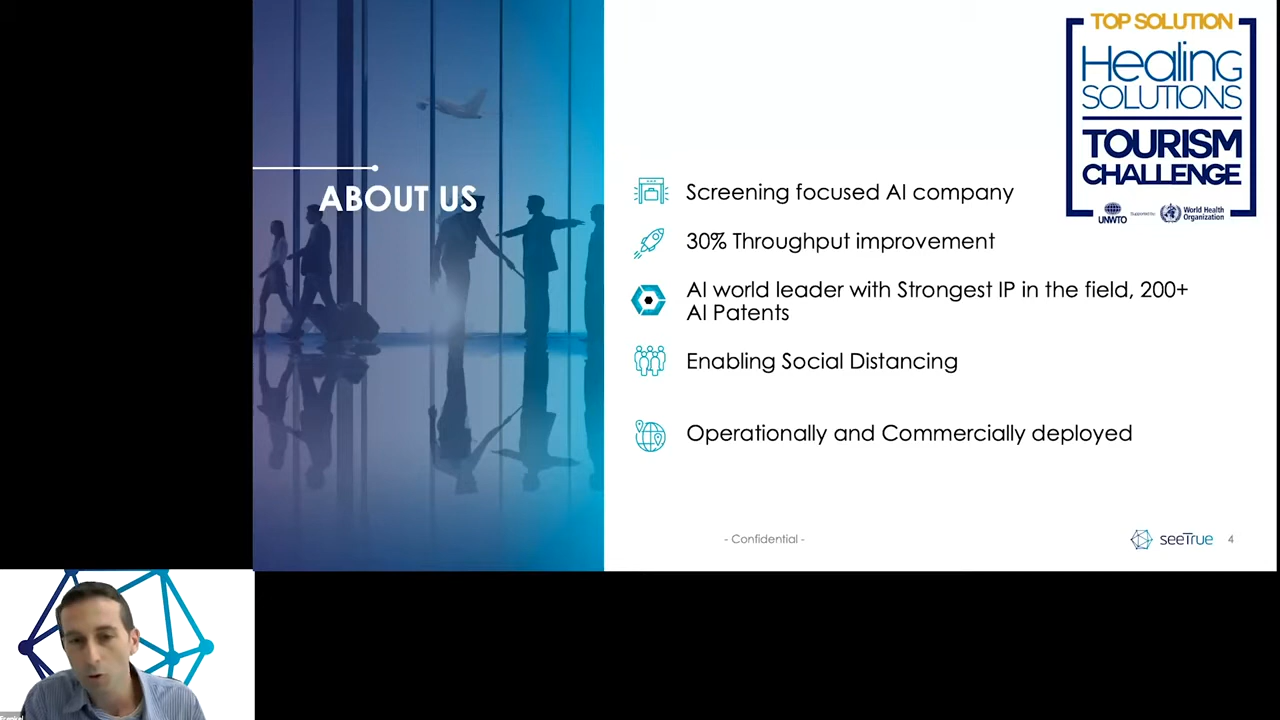 TOP SOLUTION
Healing
SOLUTIONS
TOURISM
CHALLENGE
UNWTO
Supported by:
World Health
Organization
ABOUT US
Screening focused AI company
30% Throughput improvement
AI world leader with Strongest IP in the field, 200+
AI Patents
Enabling Social Distancing
Operationally and Commercially deployed
- Confidential -
seeTrue
4